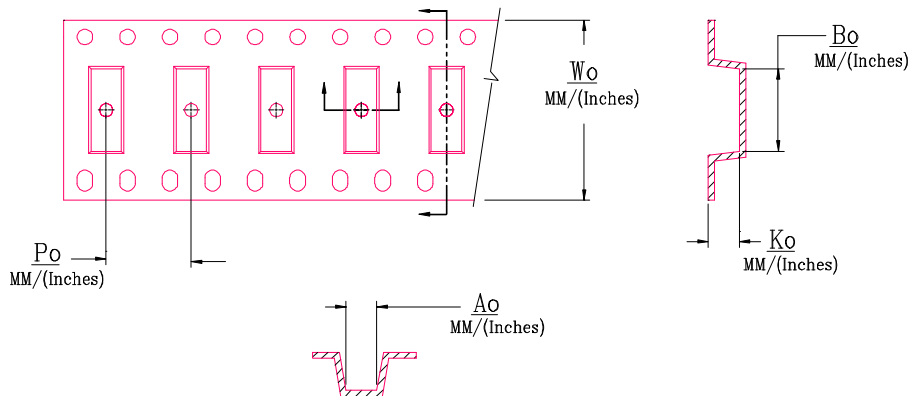 Wo
MM/(Inches)
Bo
MM/(Inches)
Po
MM/(Inches)
Ko
MM/(Inches)
Ao
MM/(Inches)